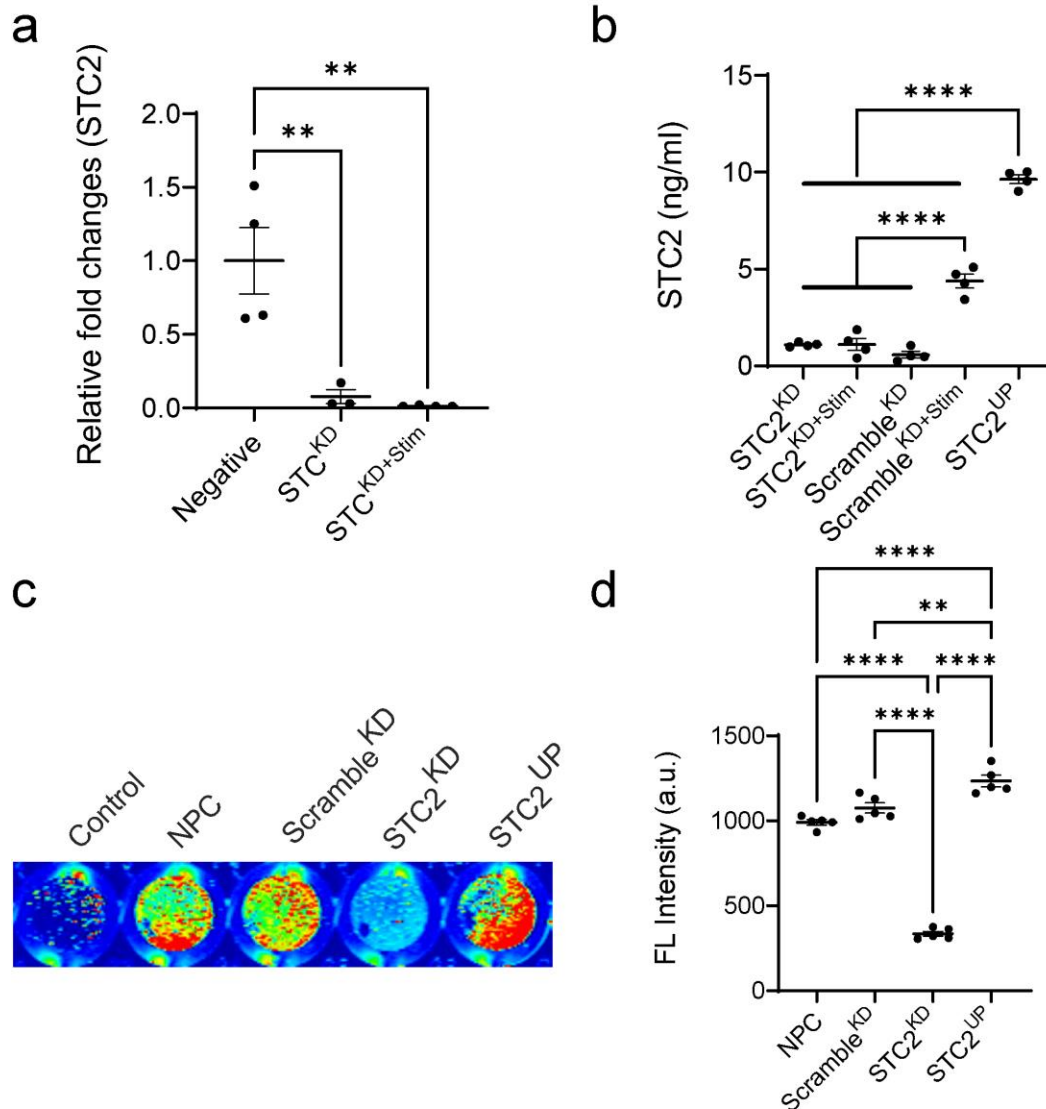 a
Relative fold changes (STC2)
2.0
1.5
1.0
0.5
0.0
**
**
Negative
STC^KD
STC^KD+Stim
b
STC2 (ng/ml)
15
10
5
0
****
****
STC2^KD
STC2^KD+Stim
Scramble^KD
Scramble^KD+Stim
STC2^UP
c
Control
NPC
Scramble^KD
STC2^KD
STC2^UP
d
FL Intensity (a.u.)
1500
1000
500
0
****
**
****
****
****
NPC
Scramble^KD
STC2^KD
STC2^UP